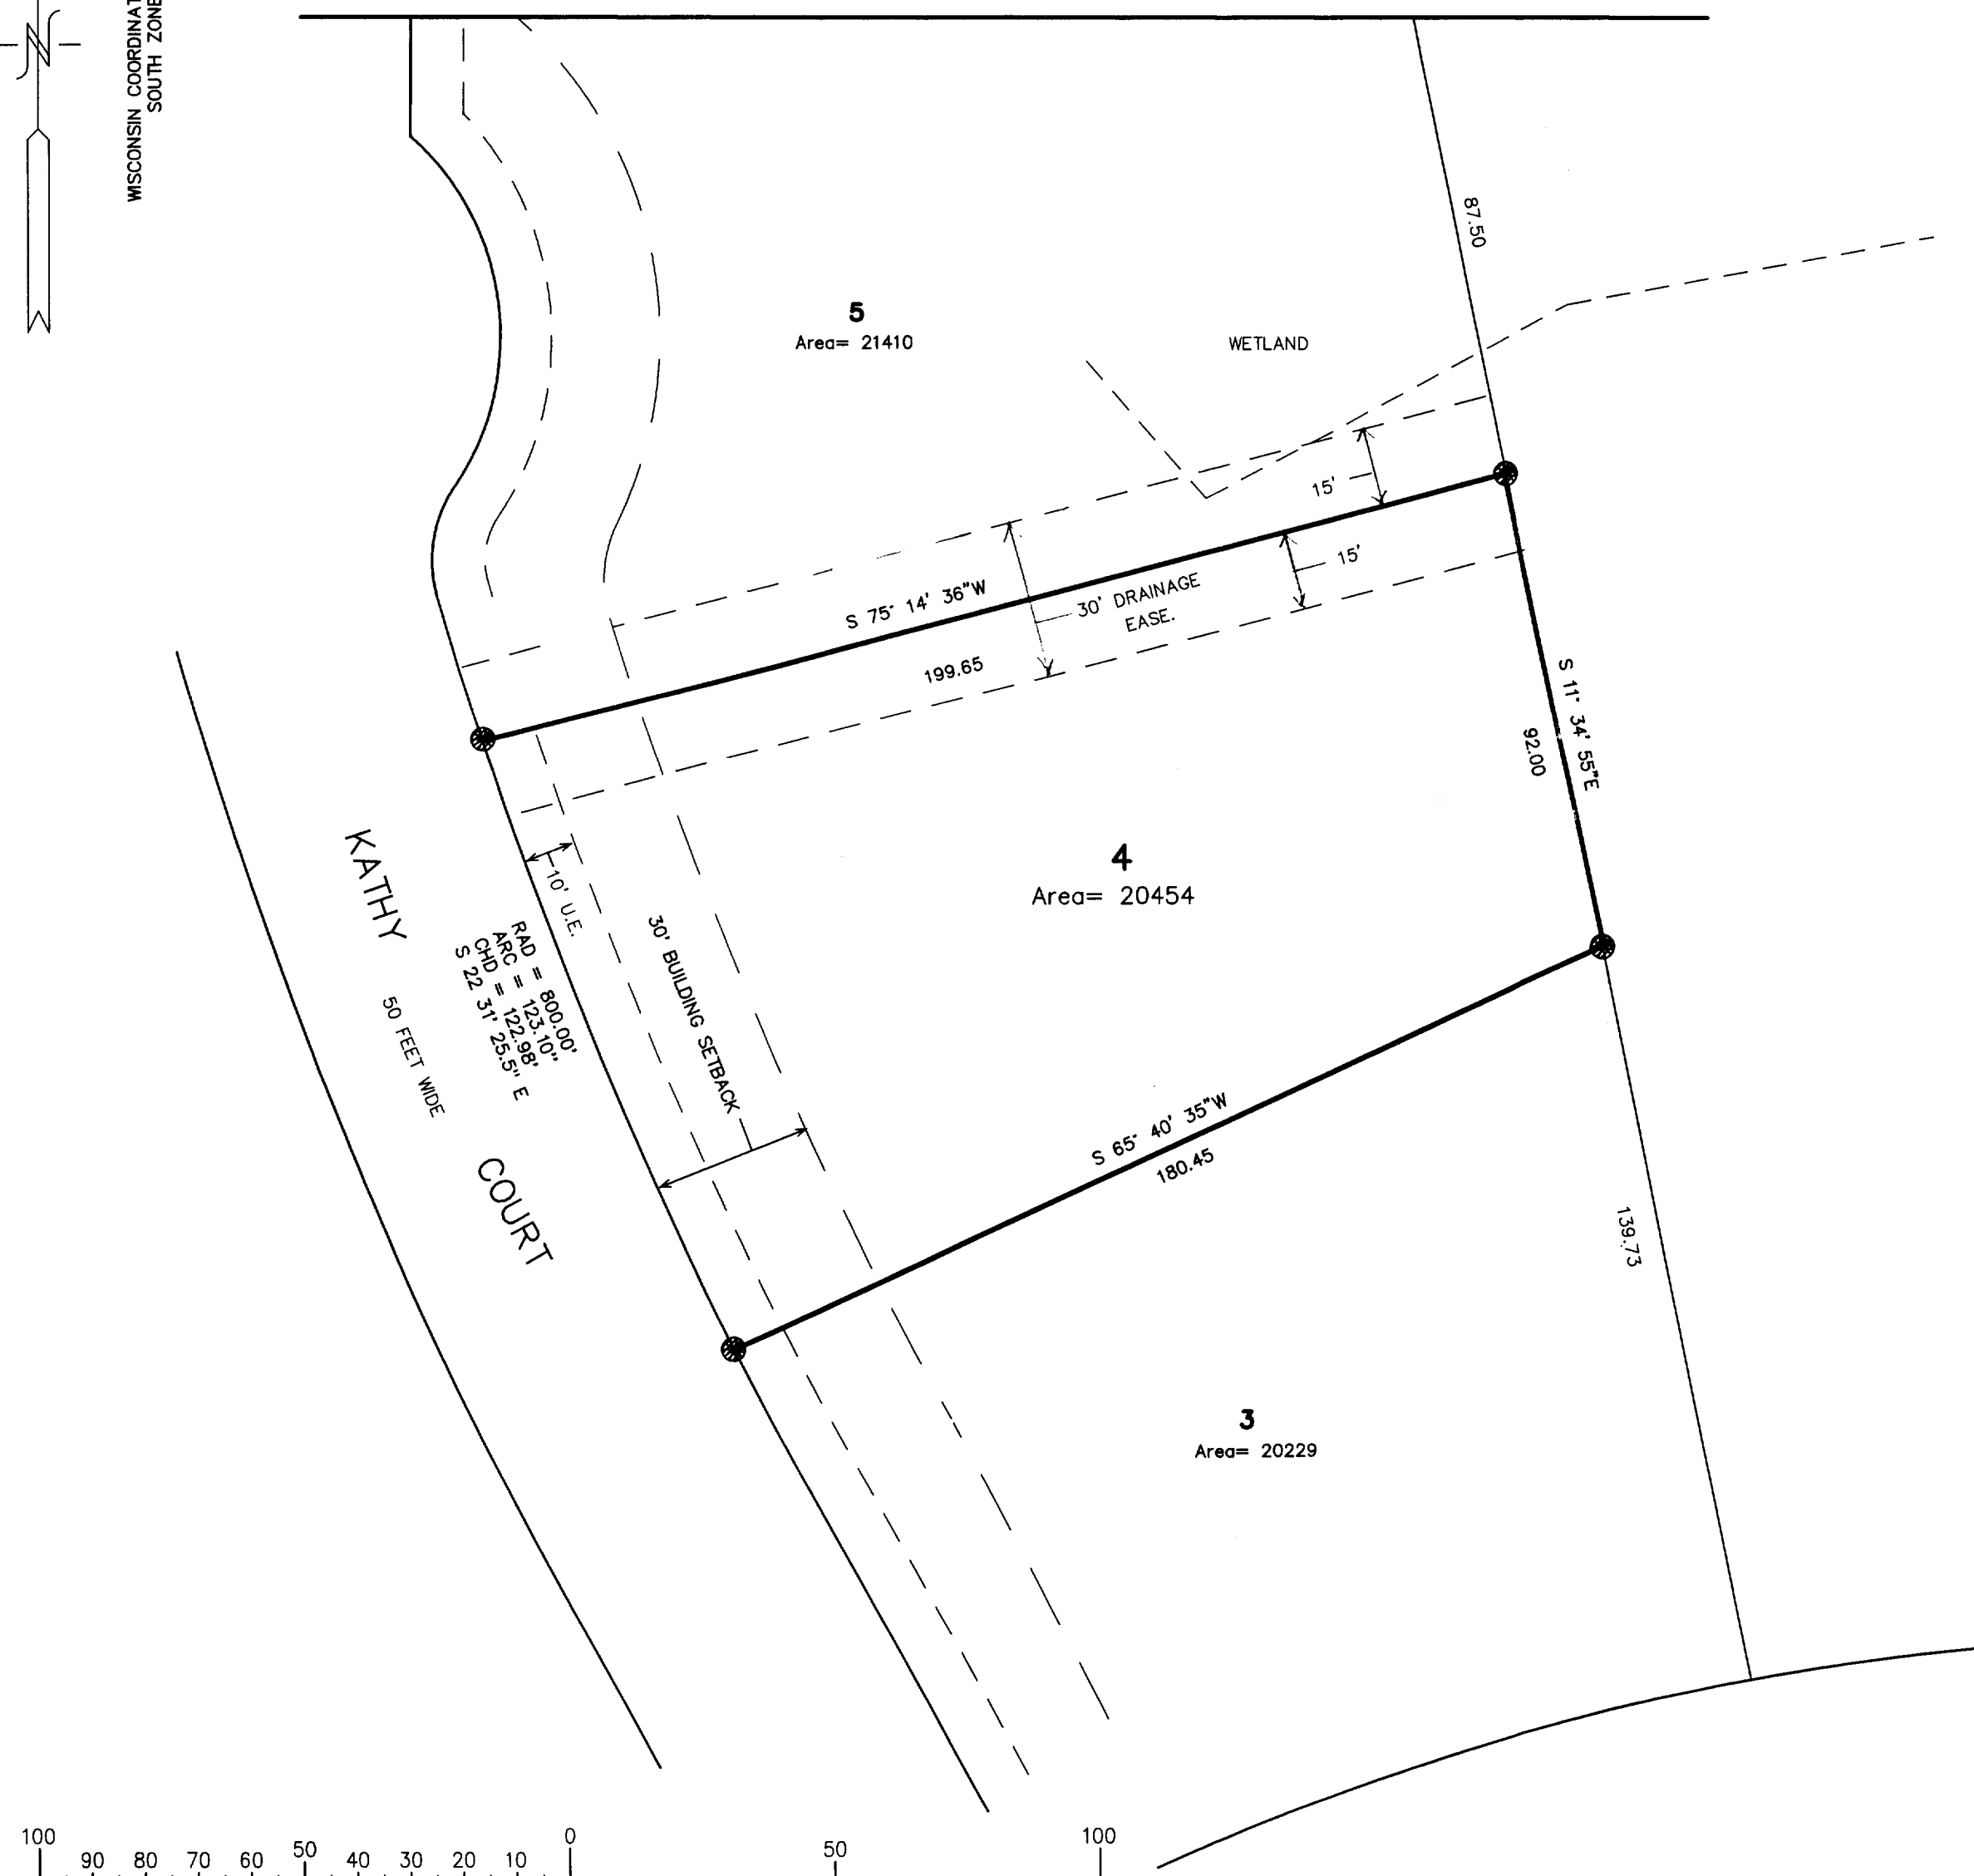 N
WISCONSIN COORDINAT
SOUTH ZONE
87.50
5
Area= 21410
WETLAND
15'
15'
S 75° 14' 36"W
30' DRAINAGE
EASE.
199.65
S 11° 34' 55"E
92.00
KATHY
COURT
50 FEET WIDE
10' U.E.
RAD = 800.00'
ARC = 123.10"
CHD = 122.98'
S 22 31' 25.5" E
30' BUILDING SETBACK
4
Area= 20454
S 65° 40' 35"W
180.45
139.73
3
Area= 20229
100
90
80
70
60
50
40
30
20
10
0
50
100